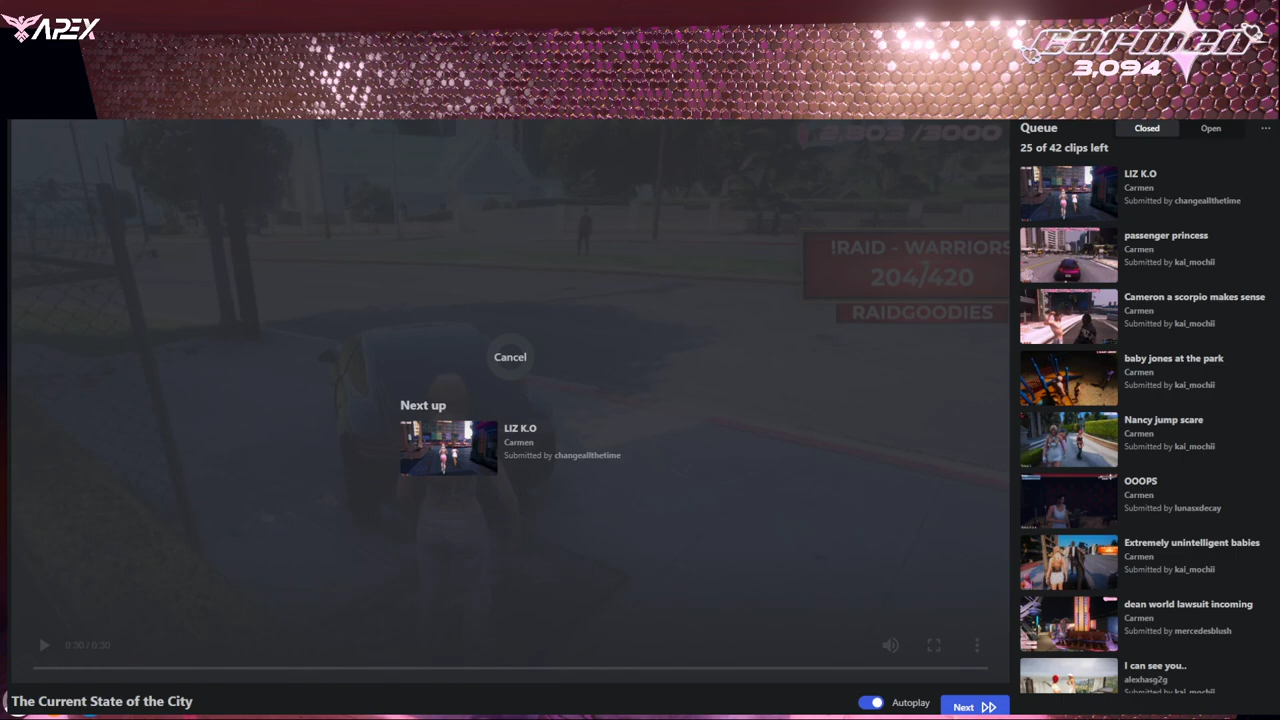 APEX
carmen
3,094
3,803 /3000
!RAID - WARRIORS
204/420
RAIDGOODIES
Cancel
Next up
LIZ K.O
Carmen
Submitted by changeallthetime
0:30 / 0:30
The Current State of the City
Autoplay
Next
Queue
Closed
Open
25 of 42 clips left
LIZ K.O
Carmen
Submitted by changeallthetime
passenger princess
Carmen
Submitted by kai_mochii
Cameron a scorpio makes sense
Carmen
Submitted by kai_mochii
baby jones at the park
Carmen
Submitted by kai_mochii
Nancy jump scare
Carmen
Submitted by kai_mochii
OOOPS
Carmen
Submitted by lunasxdecay
Extremely unintelligent babies
Carmen
Submitted by kai_mochii
dean world lawsuit incoming
Carmen
Submitted by mercedesblush
I can see you..
alexhasg2g
Submitted by kai_mochii